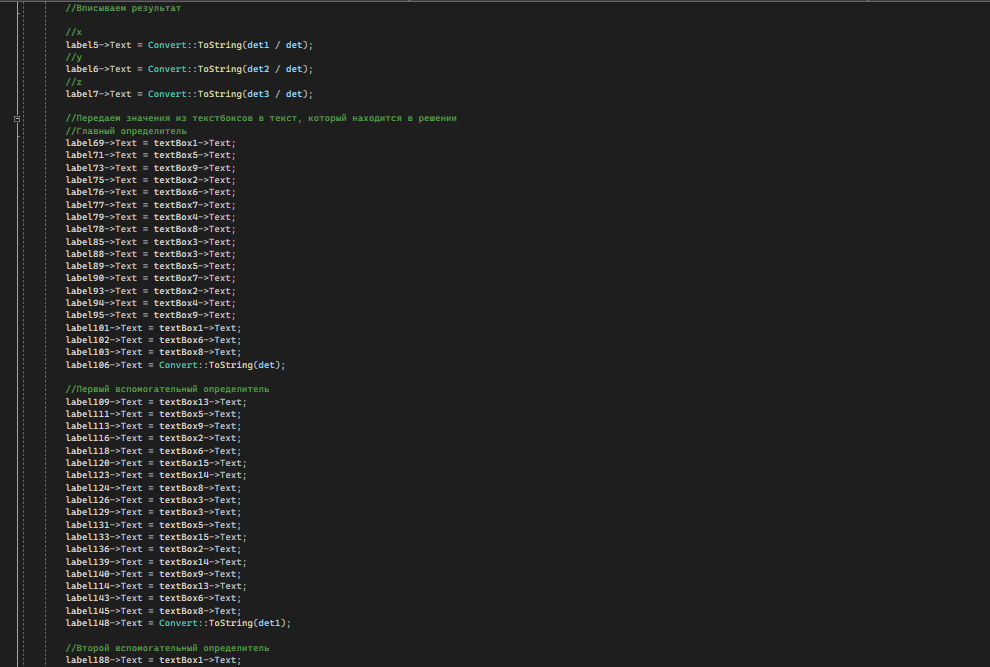 //Вписываем результат
//x
label5->Text = Convert::ToString(det1 / det);
//y
label6->Text = Convert::ToString(det2 / det);
//z
label7->Text = Convert::ToString(det3 / det);
//Передаем значения из текстбоксов в текст, который находится в решении
//Главный определитель
label69->Text = textBox1->Text;
label71->Text = textBox5->Text;
label73->Text = textBox9->Text;
label75->Text = textBox2->Text;
label76->Text = textBox6->Text;
label77->Text = textBox7->Text;
label79->Text = textBox4->Text;
label78->Text = textBox8->Text;
label85->Text = textBox3->Text;
label88->Text = textBox3->Text;
label89->Text = textBox5->Text;
label90->Text = textBox7->Text;
label93->Text = textBox2->Text;
label94->Text = textBox4->Text;
label95->Text = textBox9->Text;
label101->Text = textBox1->Text;
label102->Text = textBox6->Text;
label103->Text = textBox8->Text;
label106->Text = Convert::ToString(det);
//Первый вспомогательный определитель
label109->Text = textBox13->Text;
label111->Text = textBox5->Text;
label113->Text = textBox9->Text;
label116->Text = textBox2->Text;
label118->Text = textBox6->Text;
label120->Text = textBox15->Text;
label123->Text = textBox14->Text;
label124->Text = textBox8->Text;
label126->Text = textBox3->Text;
label129->Text = textBox3->Text;
label131->Text = textBox5->Text;
label133->Text = textBox15->Text;
label136->Text = textBox2->Text;
label139->Text = textBox14->Text;
label140->Text = textBox9->Text;
label114->Text = textBox13->Text;
label143->Text = textBox6->Text;
label145->Text = textBox8->Text;
label148->Text = Convert::ToString(det1);
//Второй вспомогательный определитель
label188->Text = textBox1->Text;